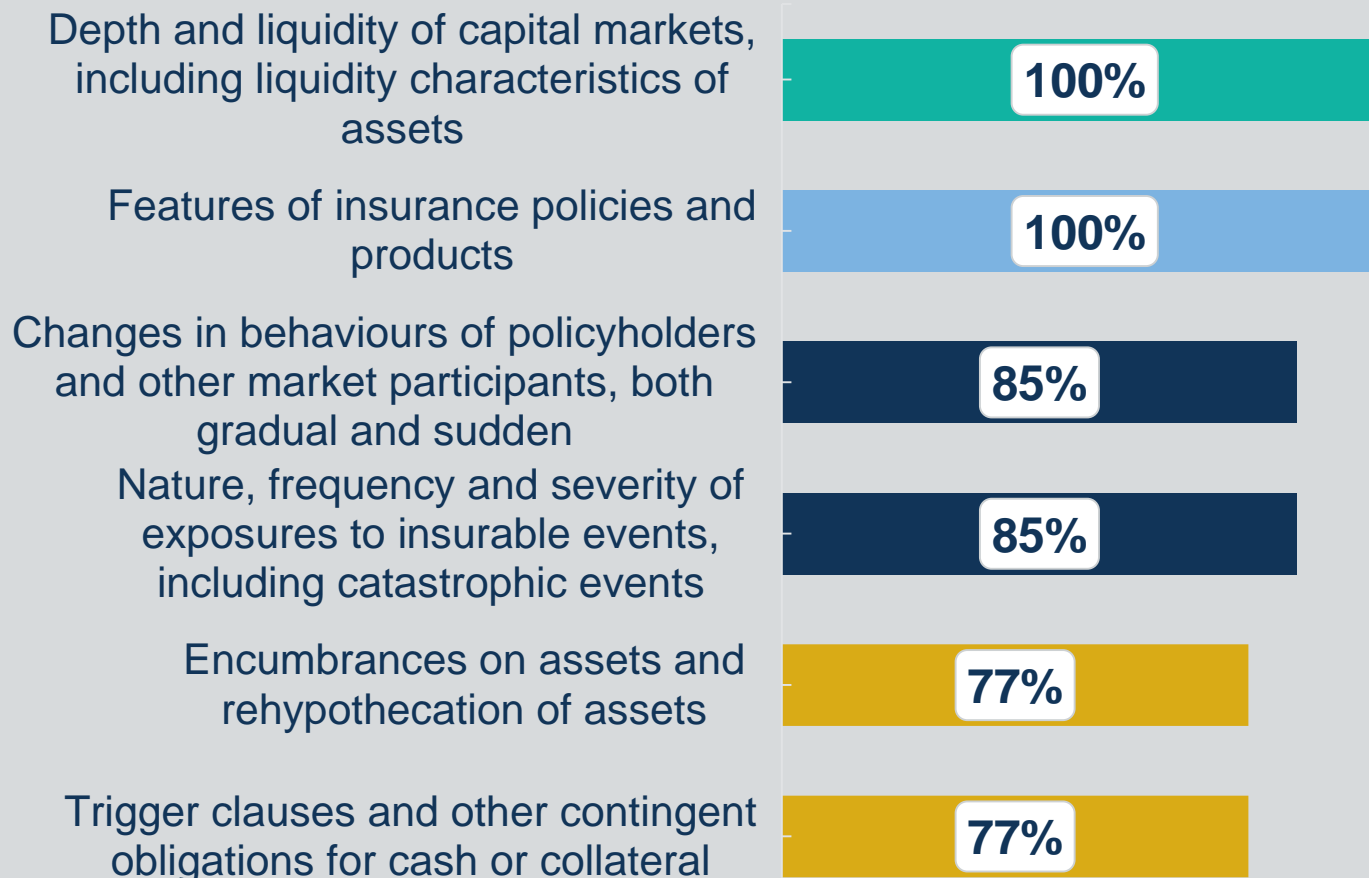 Depth and liquidity of capital markets,
including liquidity characteristics of
assets
100%
Features of insurance policies and
products
100%
Changes in behaviours of policyholders
and other market participants, both
gradual and sudden
85%
Nature, frequency and severity of
exposures to insurable events,
including catastrophic events
85%
Encumbrances on assets and
rehypothecation of assets
77%
Trigger clauses and other contingent
obligations for cash or collateral
77%